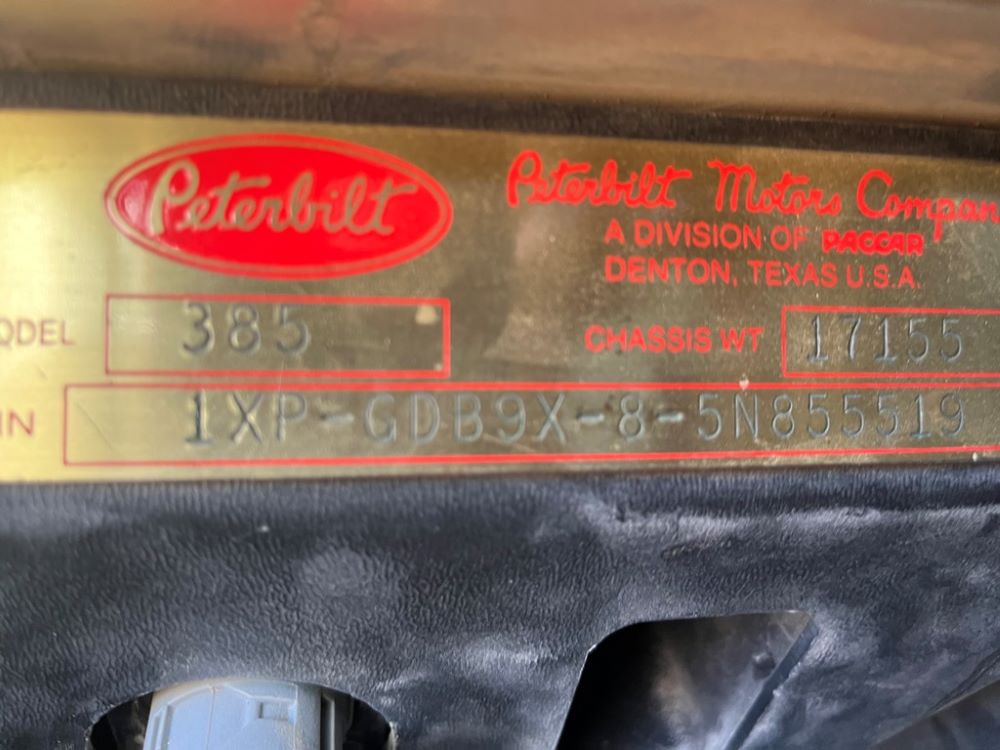 Peterbilt
Peterbilt Motors Compan
A DIVISION OF PACCAR
DENTON, TEXAS U.S.A.
ODEL 385 CHASSIS WT 17155
IN 1XP-GDB9X-8-5N855519